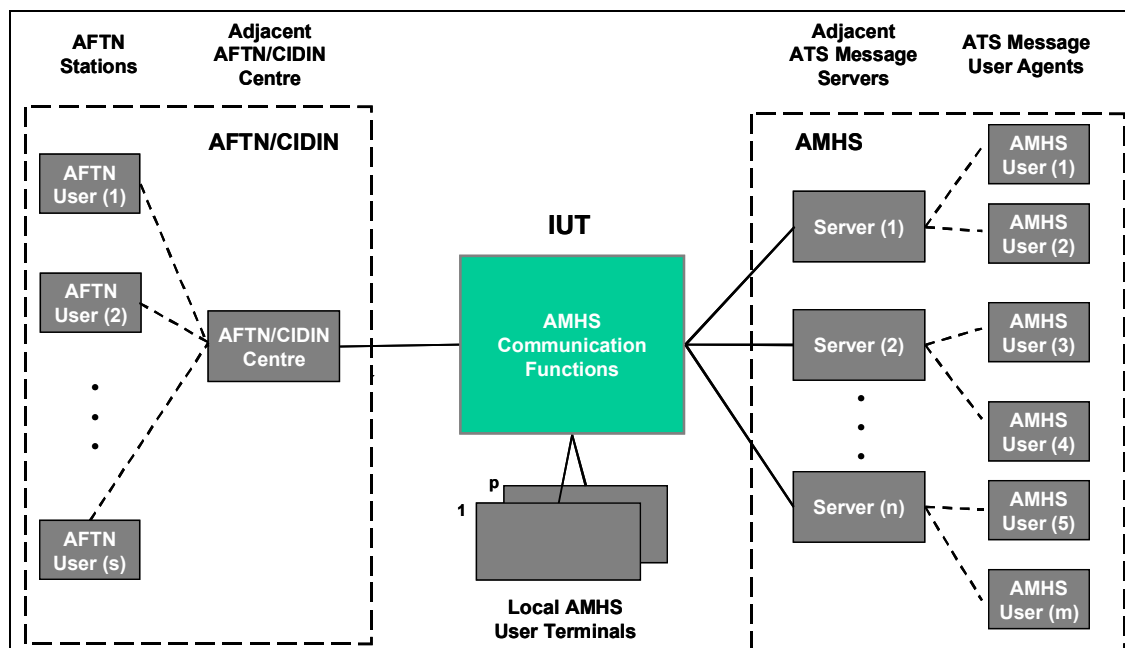 AFTN
Stations
Adjacent
AFTN/CIDIN
Centre
Adjacent
ATS Message
Servers
ATS Message
User Agents
AFTN/CIDIN
AFTN
User (1)
AFTN
User (2)
AFTN/CIDIN
Centre
AFTN
User (s)
IUT
AMHS
Communication
Functions
p
1
Local AMHS
User Terminals
AMHS
Server (1)
Server (2)
Server (n)
AMHS
User (1)
AMHS
User (2)
AMHS
User (3)
AMHS
User (4)
AMHS
User (5)
AMHS
User (m)